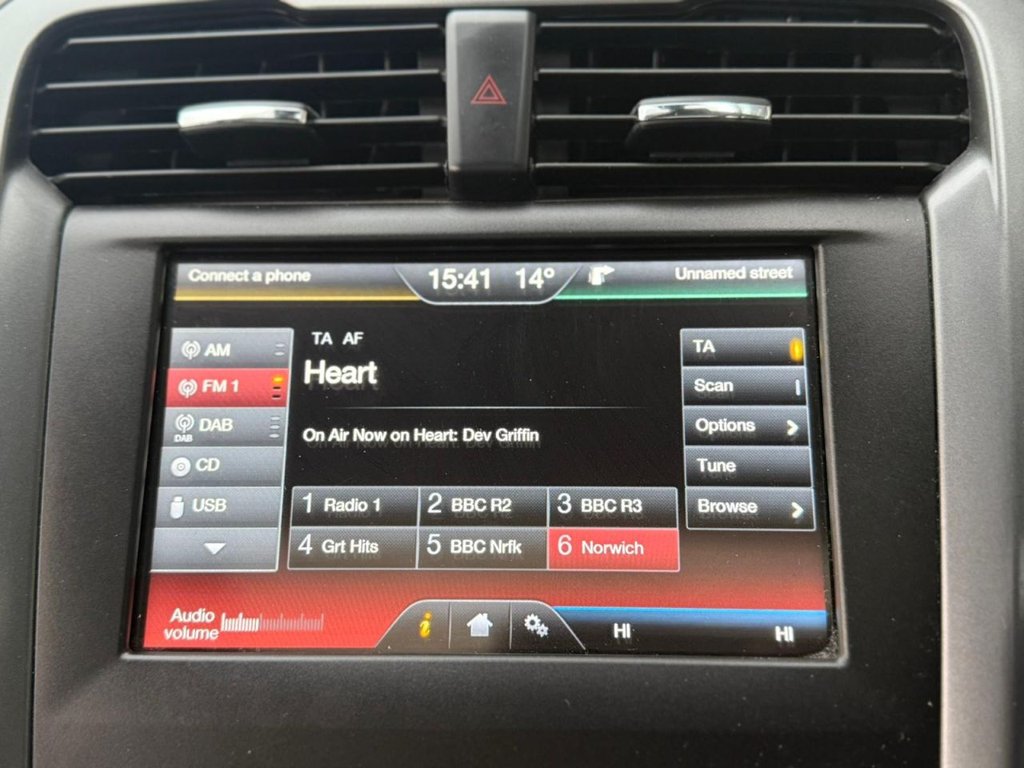 Connect a phone
15:41 14°
Unnamed street
AM
FM 1
DAB
DAB
CD
USB
TA AF
Heart
On Air Now on Heart: Dev Griffin
1 Radio 1
2 BBC R2
3 BBC R3
4 Grt Hits
5 BBC Nrfk
6 Norwich
TA
Scan
Options
Tune
Browse
Audio
volume
i
HI
HI